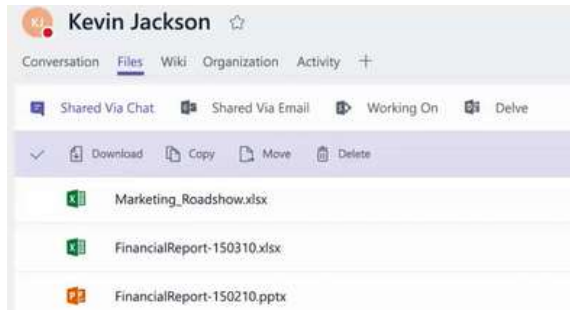 KJ Kevin Jackson
Conversation Files Wiki Organization Activity
Shared Via Chat Shared Via Email Working On Delve
Download Copy Move Delete
Marketing_Roadshow.xlsx
FinancialReport-150310.xlsx
FinancialReport-150210.pptx